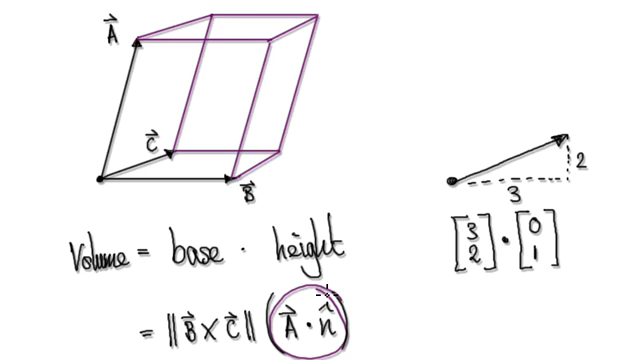 A⃗
C⃗
B⃗
2
3
[3 2] · [0 1]
Volume = base · height
= ||B⃗ × C⃗|| (A⃗ · n̂)